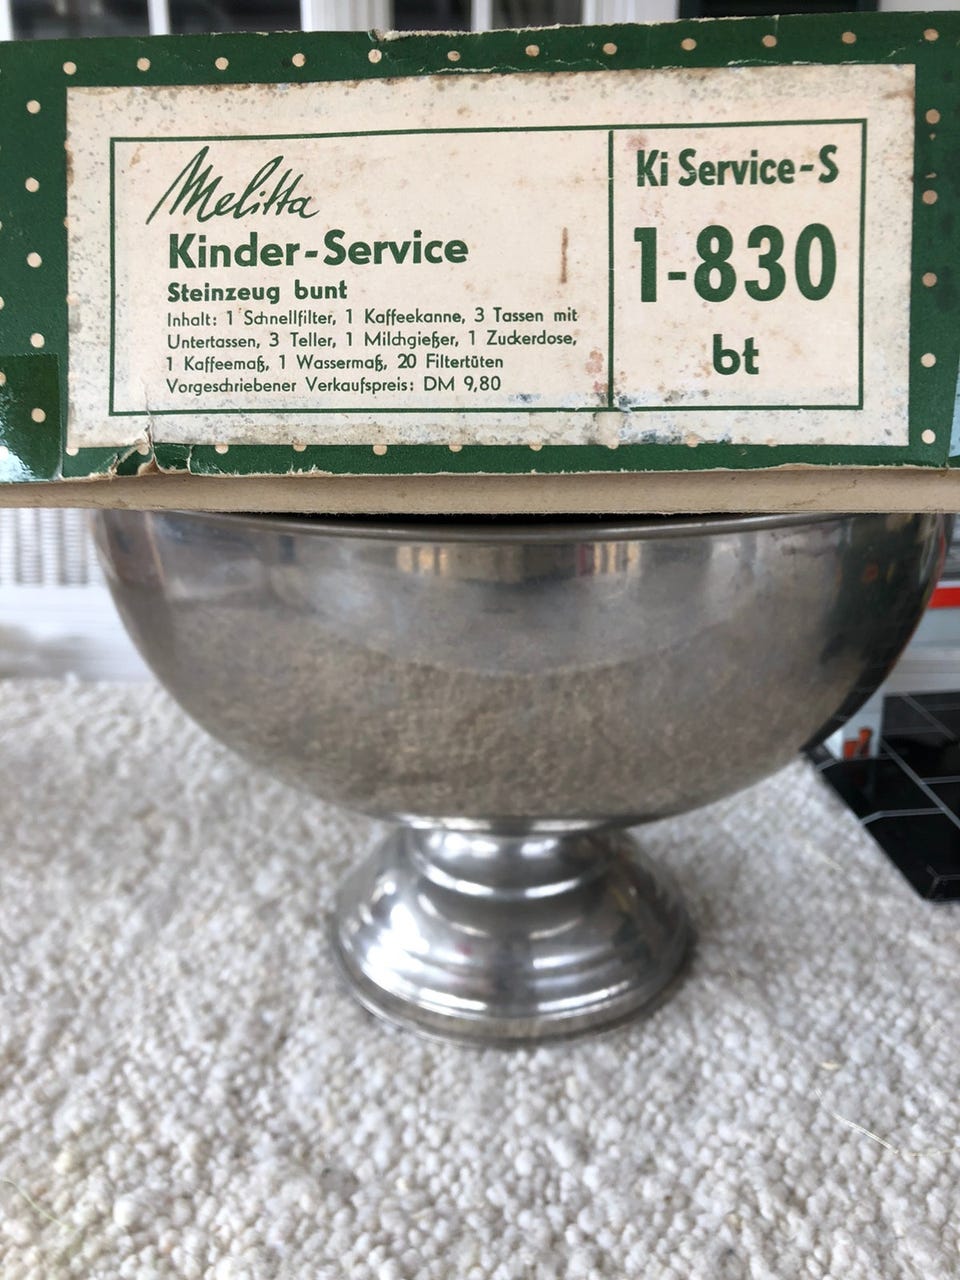 Melitta
Kinder-Service
Steinzeug bunt
Inhalt: 1 Schnellfilter, 1 Kaffeekanne, 3 Tassen mit
Untertassen, 3 Teller, 1 Milchgießer, 1 Zuckerdose,
1 Kaffeemaß, 1 Wassermaß, 20 Filtertüten
Vorgeschriebener Verkaufspreis: DM 9,80
Ki Service-S
1-830
bt